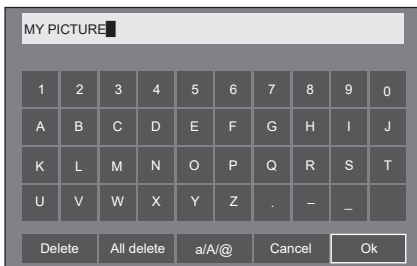 MY PICTURE
1 2 3 4 5 6 7 8 9 0
A B C D E F G H I J
K L M N O P Q R S T
U V W X Y Z . – _
Delete All delete a/A/@ Cancel Ok